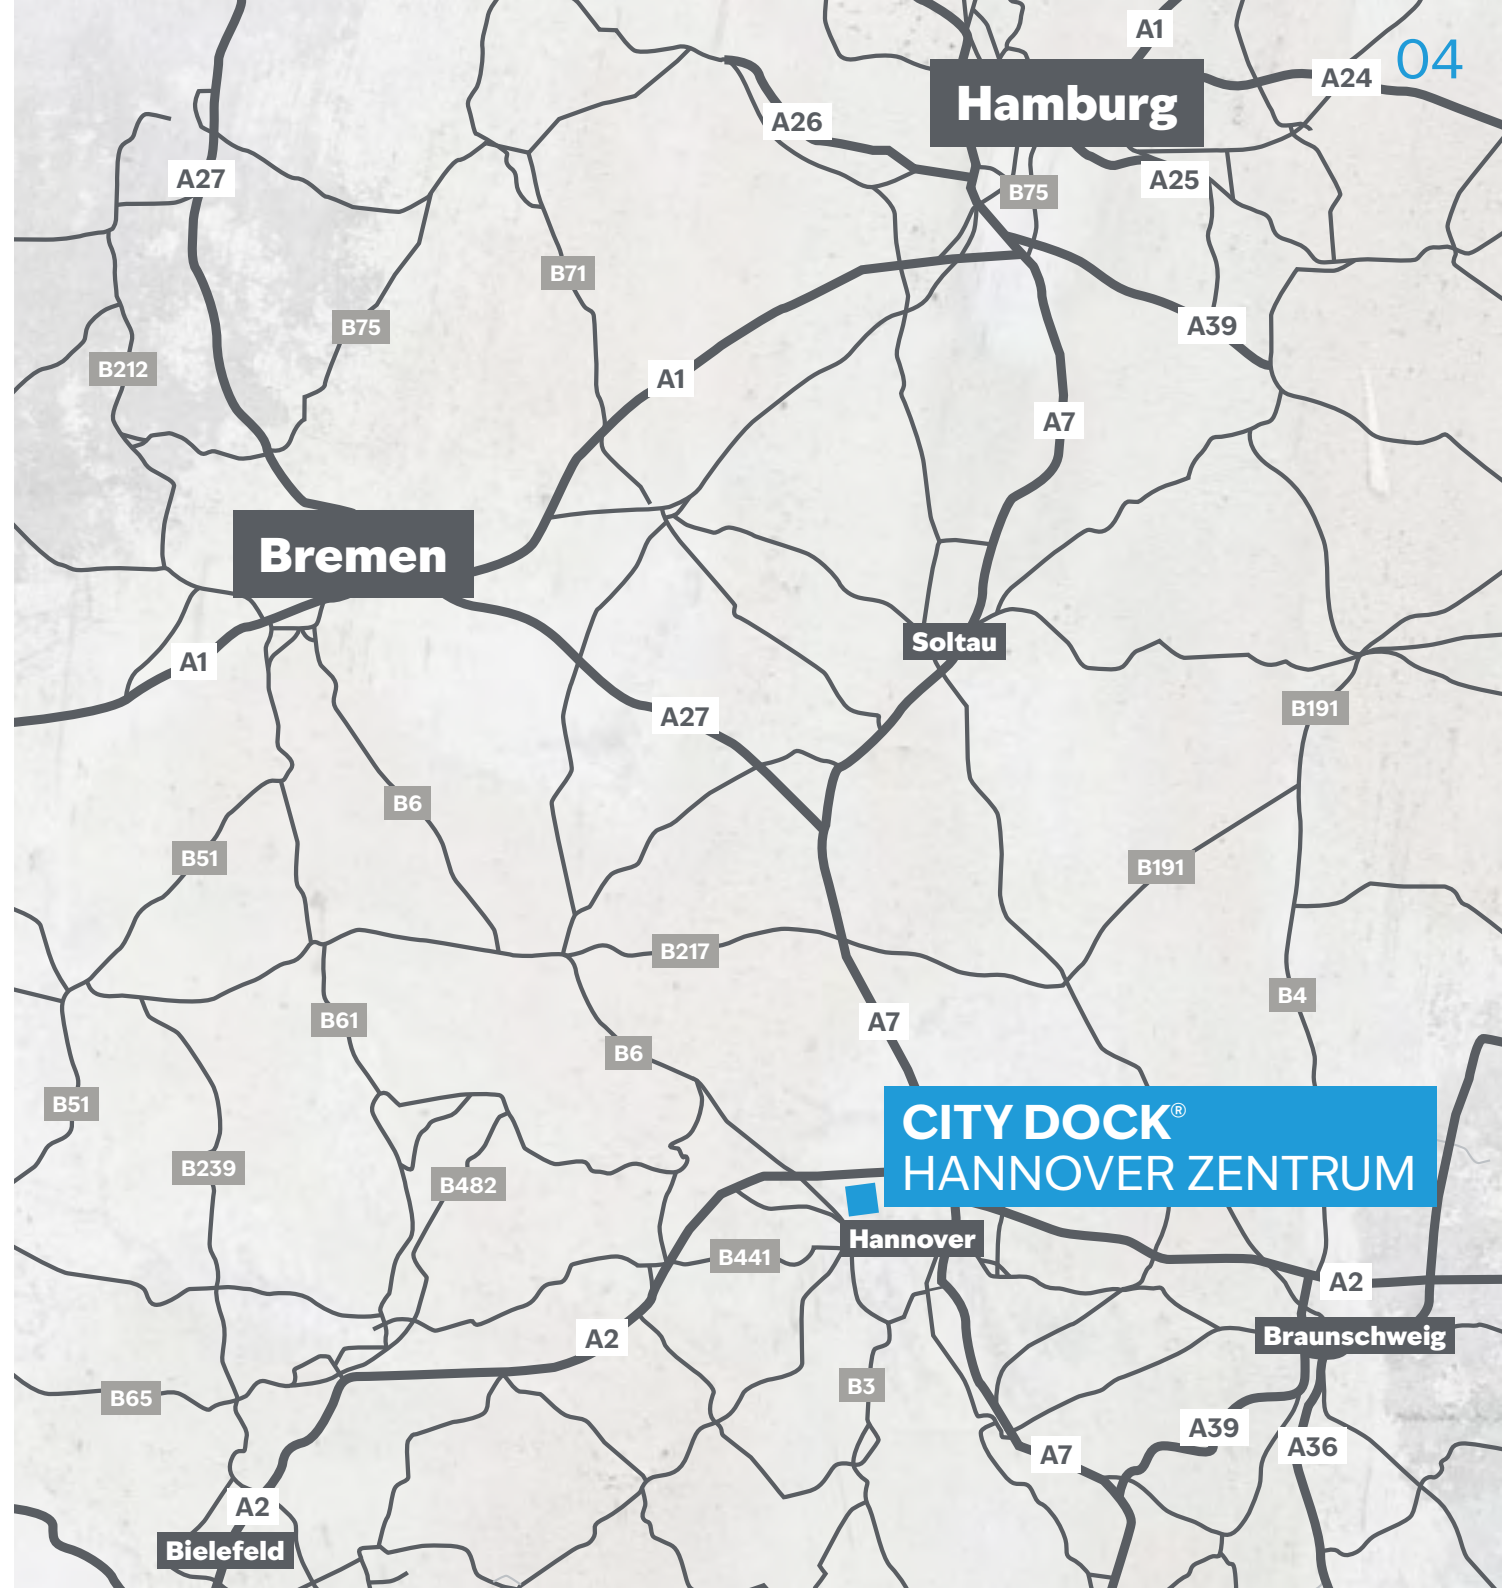 A1
04
A24
Hamburg
A26
A27
A25
B75
B71
B75
A39
B212
A1
A7
Bremen
Soltau
A1
A27
B191
B6
B51
B191
B217
B4
A7
B61
B6
B51
CITY DOCK®
HANNOVER ZENTRUM
B239
B482
Hannover
B441
A2
A2
Braunschweig
B3
B65
A39
A36
A7
A2
Bielefeld